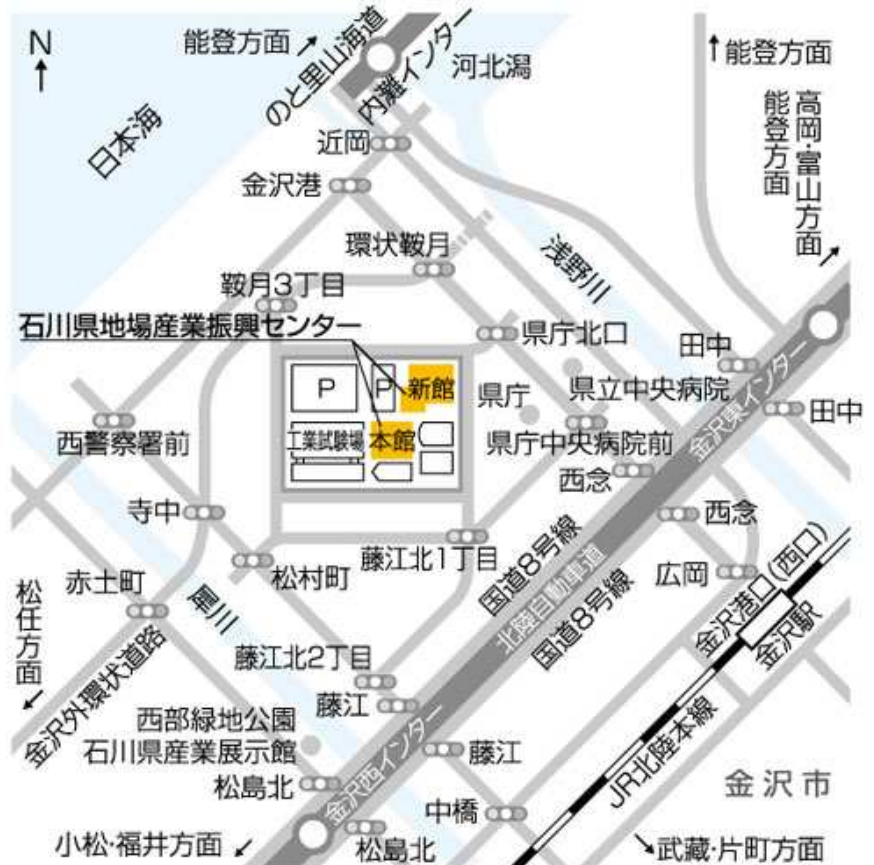 N
能登方面
のと里山海道
内灘インター
河北潟
能登方面
高岡・富山方面
能登方面
日本海
近岡
金沢港
環状鞍月
浅野川
鞍月3丁目
石川県地場産業振興センター
県庁北口
田中
P
P
新館
県庁
県立中央病院
金沢東インター
田中
西警察署前
工業試験場
本館
県庁中央病院前
西念
寺中
西念
藤江北1丁目
国道8号線
松村町
広岡
金沢港口(西口)
赤土町
犀川
北陸自動車道
国道8号線
金沢駅
松任方面
金沢外環状道路
藤江北2丁目
藤江
西部緑地公園
石川県産業展示館
金沢西インター
藤江
JR北陸本線
松島北
金沢市
中橋
小松・福井方面
松島北
武蔵・片町方面